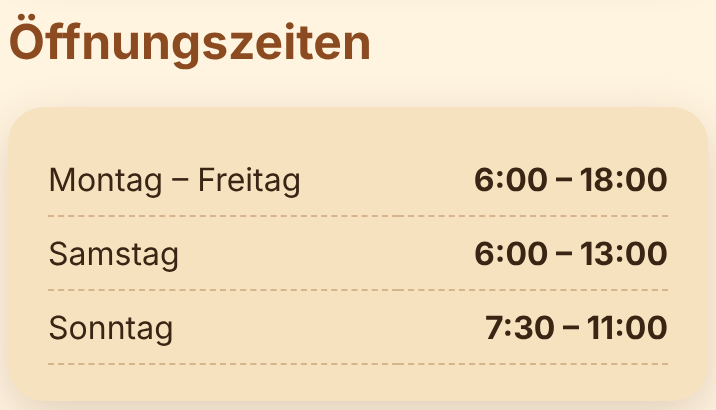 Öffnungszeiten
Montag – Freitag 6:00 – 18:00
Samstag 6:00 – 13:00
Sonntag 7:30 – 11:00